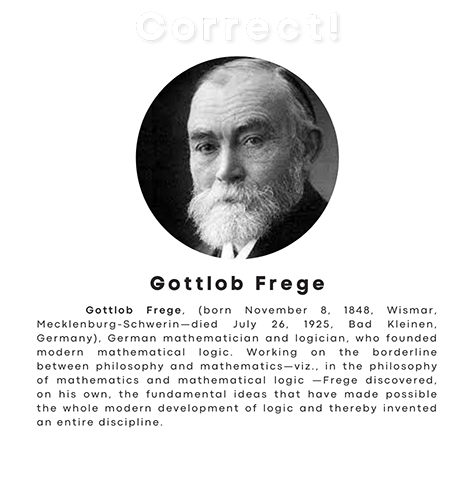 Correct!
Gottlob Frege
Gottlob Frege, (born November 8, 1848, Wismar,
Mecklenburg-Schwerin—died July 26, 1925, Bad Kleinen,
Germany), German mathematician and logician, who founded
modern mathematical logic. Working on the borderline
between philosophy and mathematics—viz., in the philosophy
of mathematics and mathematical logic —Frege discovered,
on his own, the fundamental ideas that have made possible
the whole modern development of logic and thereby invented
an entire discipline.